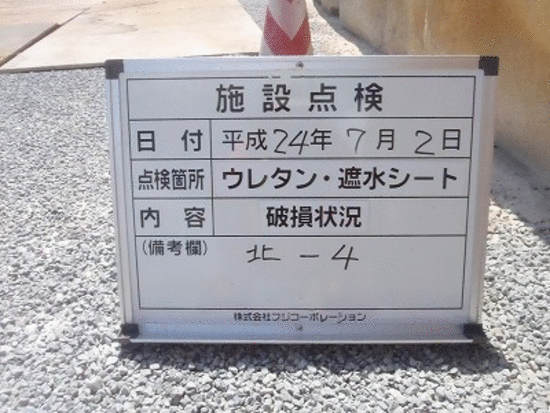 施設点検
日付 平成24年7月2日
点検箇所 ウレタン・遮水シート
内容 破損状況
(備考欄) 北－4
株式会社フジコーポレーション